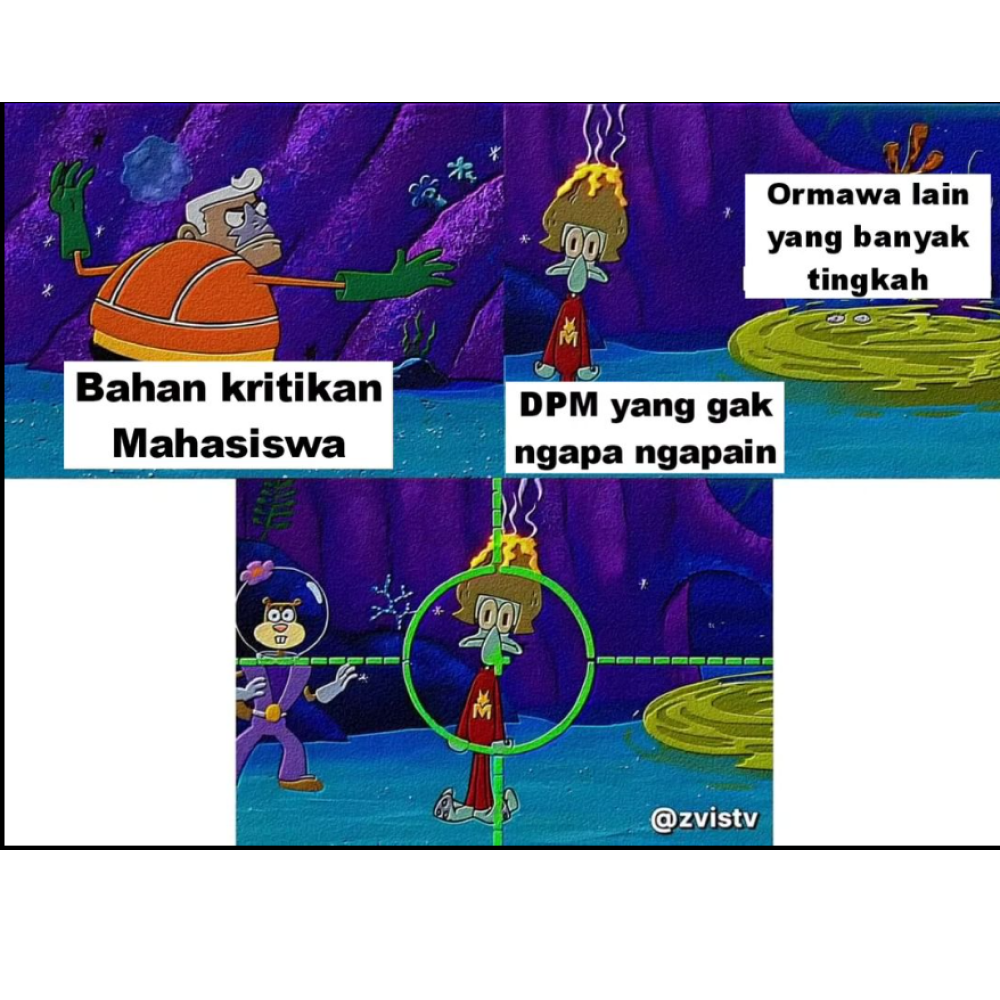 Ormawa lain
yang banyak
tingkah
Bahan kritikan
Mahasiswa
DPM yang gak
ngapa ngapain
M
M
@zvistv